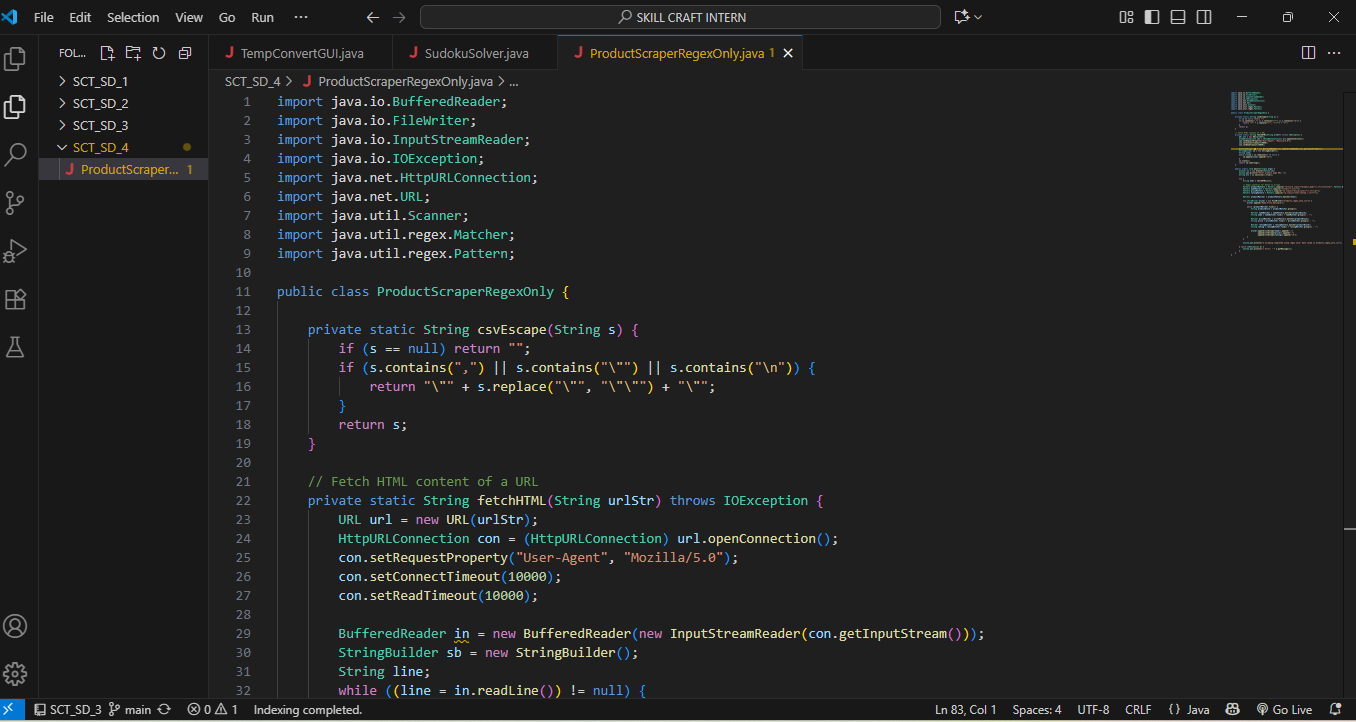 File Edit Selection View Go Run ··· SKILL CRAFT INTERN
FOL...
SCT_SD_1
SCT_SD_2
SCT_SD_3
SCT_SD_4
J ProductScraper... 1
J TempConvertGUI.java J SudokuSolver.java J ProductScraperRegexOnly.java 1
SCT_SD_4 > J ProductScraperRegexOnly.java > ...
1 import java.io.BufferedReader;
2 import java.io.FileWriter;
3 import java.io.InputStreamReader;
4 import java.io.IOException;
5 import java.net.HttpURLConnection;
6 import java.net.URL;
7 import java.util.Scanner;
8 import java.util.regex.Matcher;
9 import java.util.regex.Pattern;
10
11 public class ProductScraperRegexOnly {
12
13 private static String csvEscape(String s) {
14 if (s == null) return "";
15 if (s.contains(",") || s.contains("\"") || s.contains("\n")) {
16 return "\"" + s.replace("\"", "\"\"") + "\"";
17 }
18 return s;
19 }
20
21 // Fetch HTML content of a URL
22 private static String fetchHTML(String urlStr) throws IOException {
23 URL url = new URL(urlStr);
24 HttpURLConnection con = (HttpURLConnection) url.openConnection();
25 con.setRequestProperty("User-Agent", "Mozilla/5.0");
26 con.setConnectTimeout(10000);
27 con.setReadTimeout(10000);
28
29 BufferedReader in = new BufferedReader(new InputStreamReader(con.getInputStream()));
30 StringBuilder sb = new StringBuilder();
31 String line;
32 while ((line = in.readLine()) != null) {
SCT_SD_3 main 0 1 Indexing completed. Ln 83, Col 1 Spaces: 4 UTF-8 CRLF {} Java Go Live